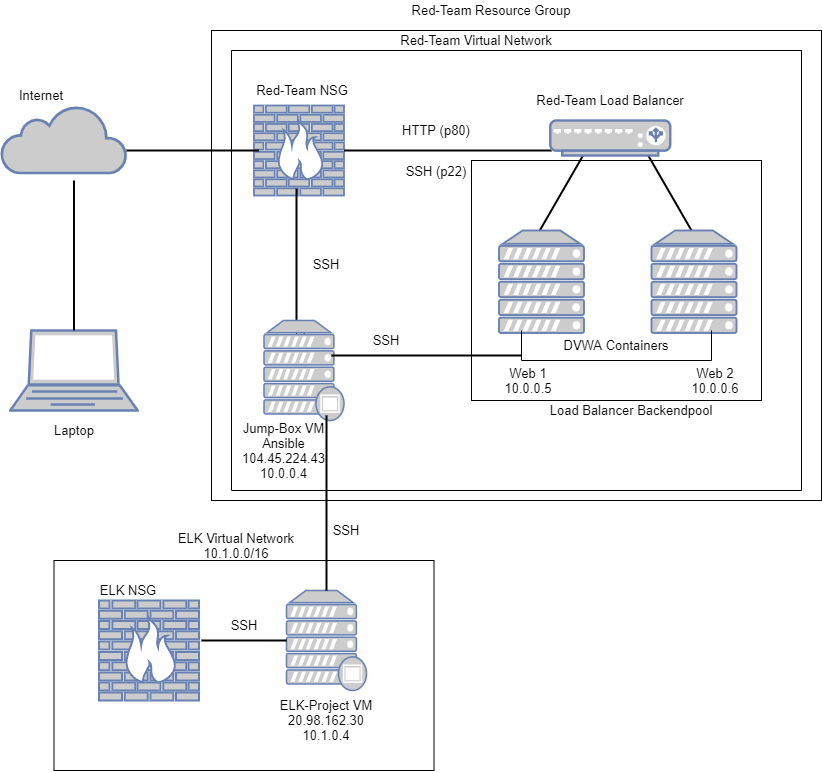 Red-Team Resource Group
Red-Team Virtual Network
Internet
Red-Team NSG
Red-Team Load Balancer
HTTP (p80)
SSH (p22)
SSH
SSH
DVWA Containers
Web 1
10.0.0.5
Web 2
10.0.0.6
Load Balancer Backendpool
Laptop
Jump-Box VM
Ansible
104.45.224.43
10.0.0.4
SSH
ELK Virtual Network
10.1.0.0/16
ELK NSG
SSH
ELK-Project VM
20.98.162.30
10.1.0.4